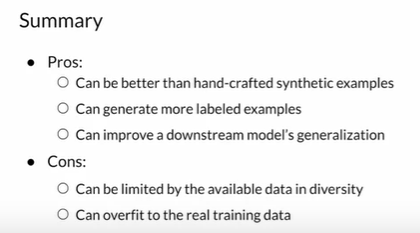 Summary
● Pros:
○ Can be better than hand-crafted synthetic examples
○ Can generate more labeled examples
○ Can improve a downstream model's generalization
● Cons:
○ Can be limited by the available data in diversity
○ Can overfit to the real training data